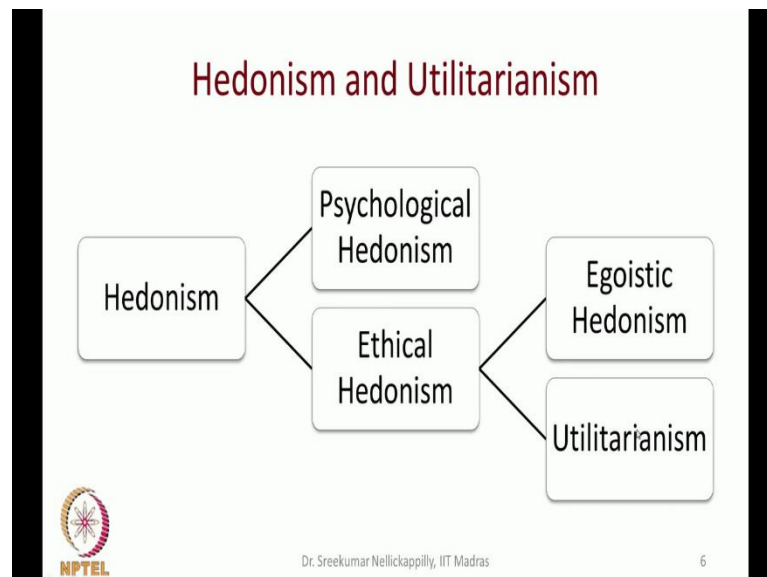 Hedonism and Utilitarianism
Hedonism
Psychological
Hedonism
Ethical
Hedonism
Egoistic
Hedonism
Utilitarianism
NPTEL
Dr. Sreekumar Nellickappilly, IIT Madras
6